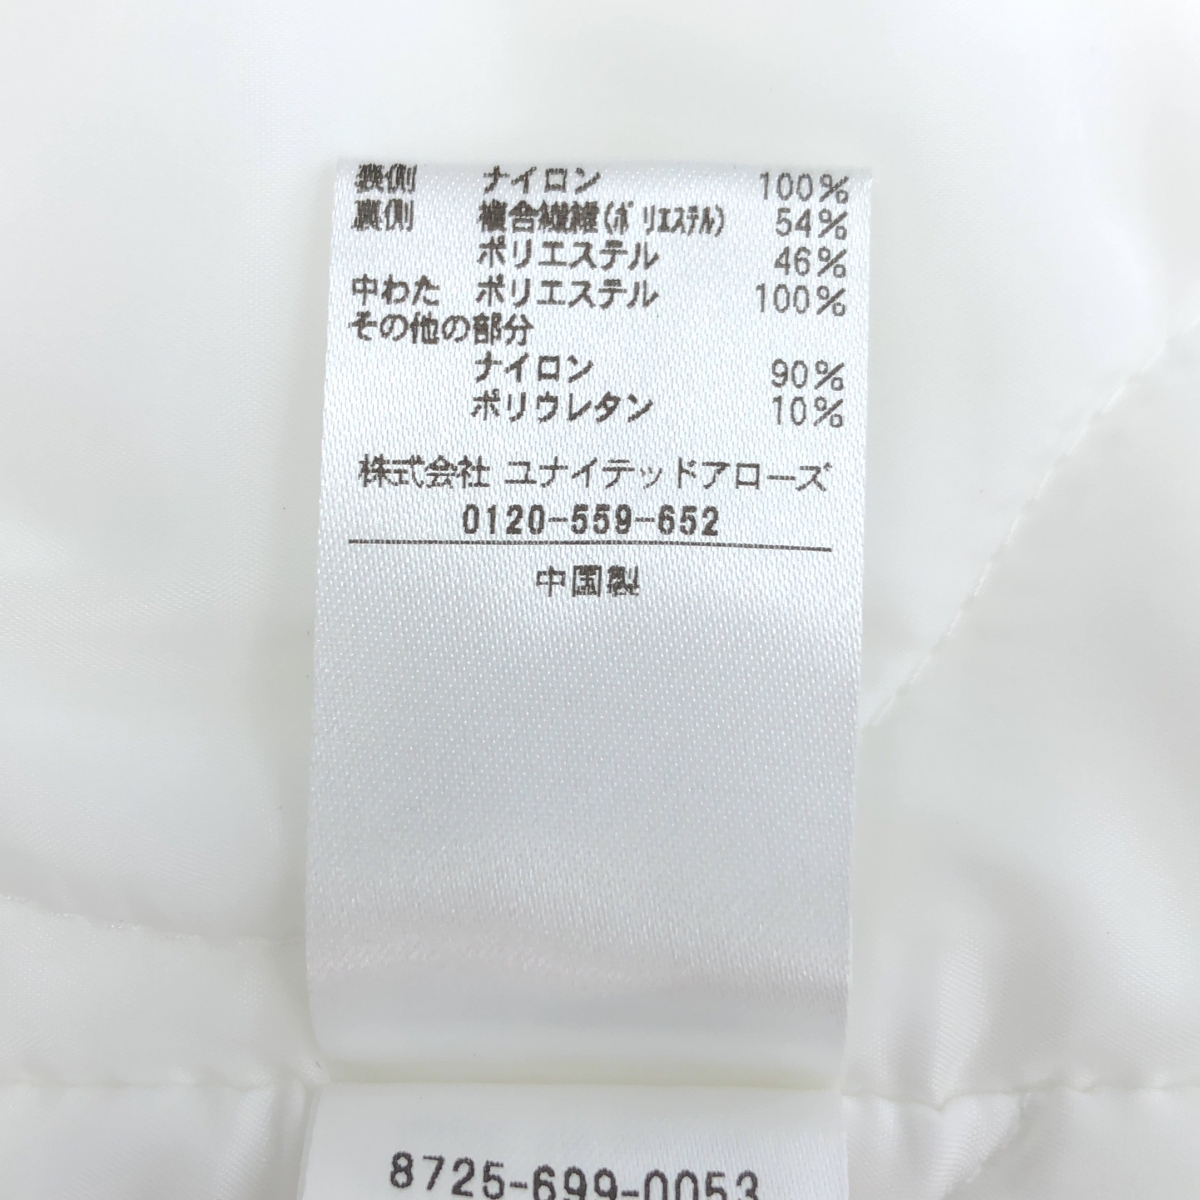 表側 ナイロン 100%
裏側 複合繊維(ポリエステル) 54%
ポリエステル 46%
中わた ポリエステル 100%
その他の部分
ナイロン 90%
ポリウレタン 10%
株式会社 ユナイテッドアローズ
0120-559-652
中国製
8725-699-0053